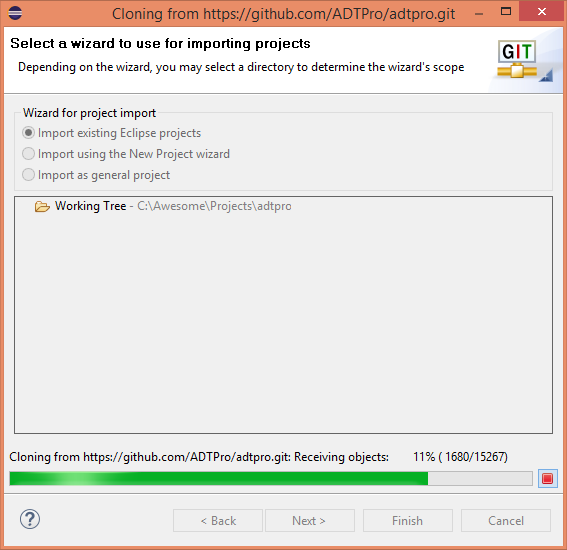 Cloning from https://github.com/ADTPro/adtpro.git
Select a wizard to use for importing projects
Depending on the wizard, you may select a directory to determine the wizard's scope
GIT
Wizard for project import
Import existing Eclipse projects
Import using the New Project wizard
Import as general project
Working Tree - C:\Awesome\Projects\adtpro
Cloning from https://github.com/ADTPro/adtpro.git: Receiving objects: 11% ( 1680/15267)
? < Back Next > Finish Cancel